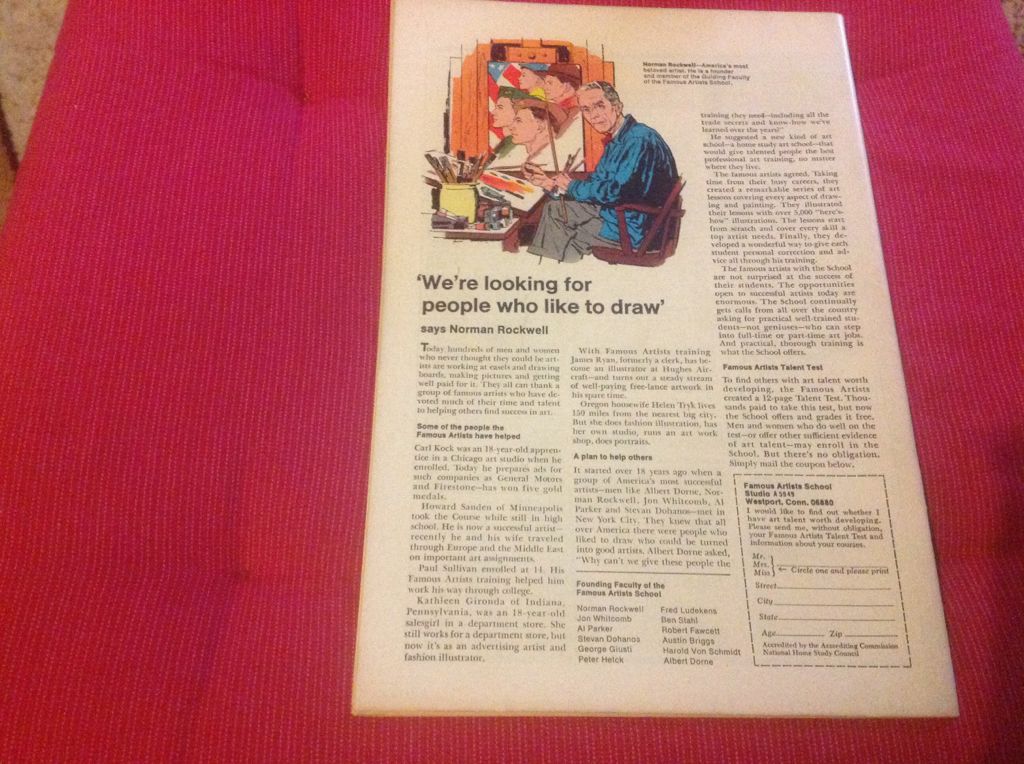 Norman Rockwell—America's most
beloved artist. He is a founder
and member of the Guiding Faculty
of the Famous Artists School.
'We're looking for
people who like to draw'
says Norman Rockwell
Today hundreds of men and women
who never thought they could be art-
ists are working at easels and drawing
boards, making pictures and getting
well paid for it. They all can thank a
group of famous artists who have de-
voted much of their time and talent
to helping others find success in art.
Some of the people the
Famous Artists have helped
Carl Kock was an 18-year-old appren-
tice in a Chicago art studio when he
enrolled. Today he prepares ads for
such companies as General Motors
and Firestone—has won five gold
medals.
Howard Sanden of Minneapolis
took the Course while still in high
school. He is now a successful artist—
recently he and his wife traveled
through Europe and the Middle East
on important art assignments.
Paul Sullivan enrolled at 14. His
Famous Artists training helped him
work his way through college.
Kathleen Gironda of Indiana,
Pennsylvania, was an 18-year-old
salesgirl in a department store. She
still works for a department store, but
now it's as an advertising artist and
fashion illustrator.
With Famous Artists training
James Ryan, formerly a clerk, has be-
come an illustrator at Hughes Air-
craft—and turns out a steady stream
of well-paying free-lance artwork in
his spare time.
Oregon housewife Helen Tryk lives
150 miles from the nearest big city.
But she does fashion illustration, has
her own studio, runs an art work
shop, does portraits.
A plan to help others
It started over 18 years ago when a
group of America's most successful
artists—men like Albert Dorne, Nor-
man Rockwell, Jon Whitcomb, Al
Parker and Stevan Dohanos—met in
New York City. They knew that all
over America there were people who
liked to draw who could be turned
into good artists. Albert Dorne asked,
"Why can't we give these people the
training they need—including all the
trade secrets and know-how we've
learned over the years?"
He suggested a new kind of art
school—a home study art school—that
would give talented people the best
professional art training, no matter
where they live.
The famous artists agreed. Taking
time from their busy careers, they
created a remarkable series of art
lessons covering every aspect of draw-
ing and painting. They illustrated
their lessons with over 5,000 "here's-
how" illustrations. The lessons start
from scratch and cover every skill a
top artist needs. Finally, they de-
veloped a wonderful way to give each
student personal correction and ad-
vice all through his training.
The famous artists with the School
are not surprised at the success of
their students. The opportunities
open to successful artists today are
enormous. The School continually
gets calls from all over the country
asking for practical well-trained stu-
dents—not geniuses—who can step
into full-time or part-time art jobs.
And practical, thorough training is
what the School offers.
Famous Artists Talent Test
To find others with art talent worth
developing, the Famous Artists
created a 12-page Talent Test. Thou-
sands paid to take this test, but now
the School offers and grades it free.
Men and women who do well on the
test—or offer other sufficient evidence
of art talent—may enroll in the
School. But there's no obligation.
Simply mail the coupon below.
Founding Faculty of the
Famous Artists School
Norman Rockwell
Jon Whitcomb
Al Parker
Stevan Dohanos
George Giusti
Peter Helck
Fred Ludekens
Ben Stahl
Robert Fawcett
Austin Briggs
Harold Von Schmidt
Albert Dorne
Famous Artists School
Studio
Westport, Conn. 06880
I would like to find out whether I
have art talent worth developing.
Please send me, without obligation,
your Famous Artists Talent Test and
information about your courses.
Mr.
Mrs.
Miss
← Circle one and please print
Street
City
State
Age Zip
Accredited by the Accrediting Commission
National Home Study Council